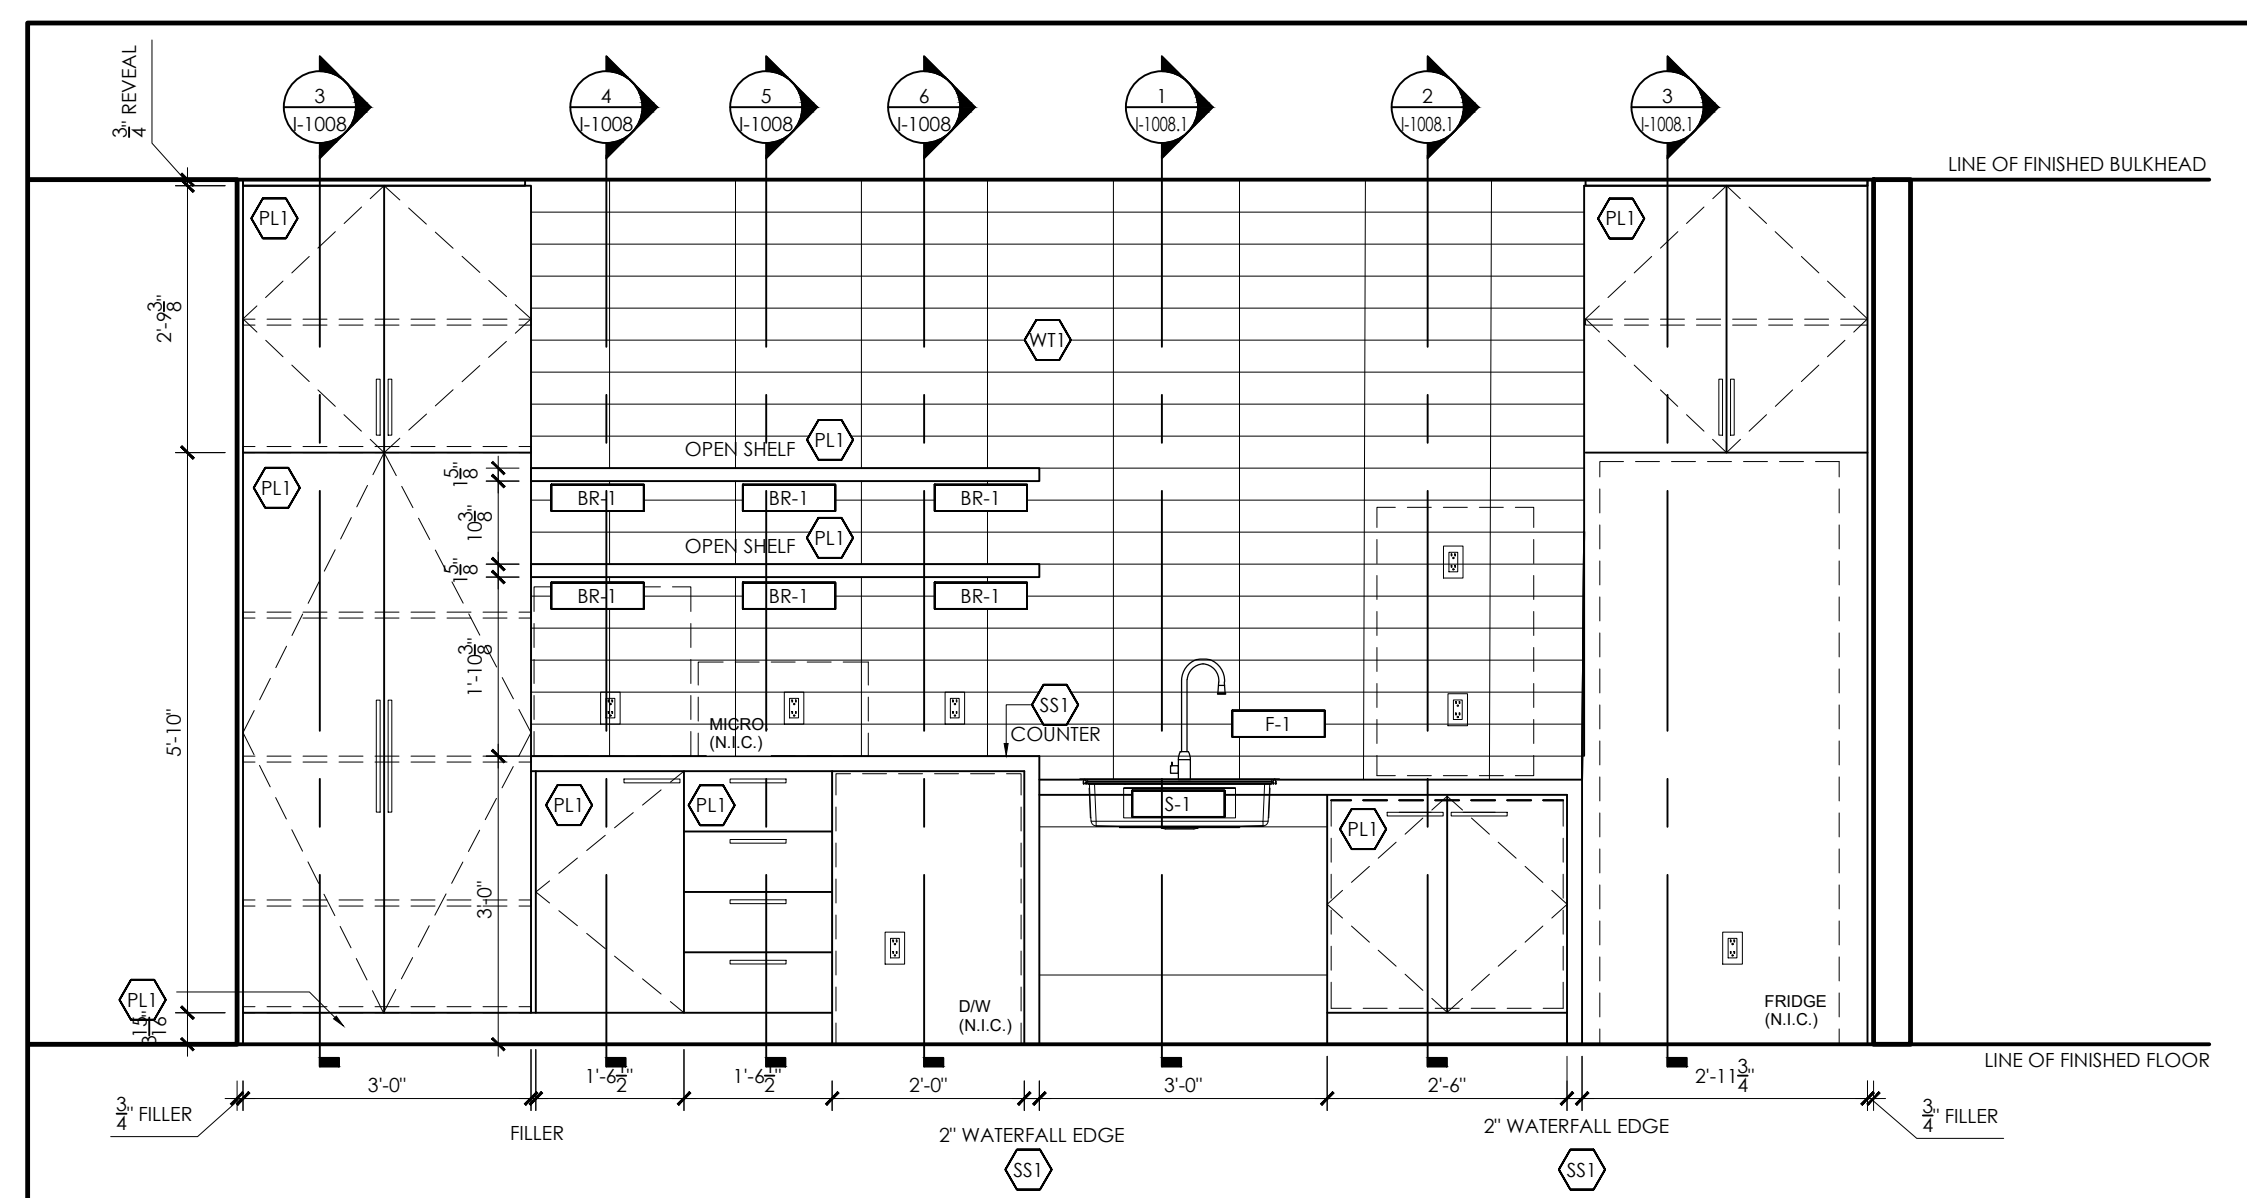 3/4" REVEAL
3
I-1008
4
I-1008
5
I-1008
6
I-1008
1
I-1008.1
2
I-1008.1
3
I-1008.1
LINE OF FINISHED BULKHEAD
PL1
PL1
2'-9 3/8"
WT1
OPEN SHELF
PL1
1 5/8"
PL1
BR-1
BR-1
BR-1
10 3/8"
OPEN SHELF
PL1
1 5/8"
BR-1
BR-1
BR-1
1'-10 3/8"
5'-10"
SS1
COUNTER
MICRO.
(N.I.C.)
F-1
PL1
PL1
S-1
PL1
3'-0"
PL1
3 15/16"
D/W
(N.I.C.)
FRIDGE
(N.I.C.)
LINE OF FINISHED FLOOR
3'-0"
1'-6 1/2"
1'-6 1/2"
2'-0"
3'-0"
2'-6"
2'-11 3/4"
3/4" FILLER
FILLER
2" WATERFALL EDGE
SS1
2" WATERFALL EDGE
SS1
3/4" FILLER